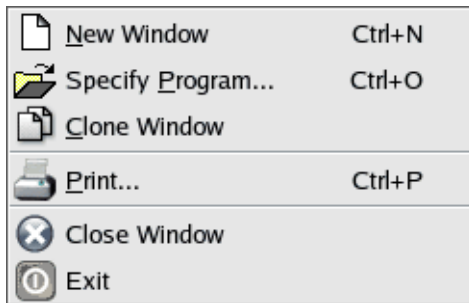 New Window Ctrl+N
Specify Program... Ctrl+O
Clone Window
Print... Ctrl+P
Close Window
Exit